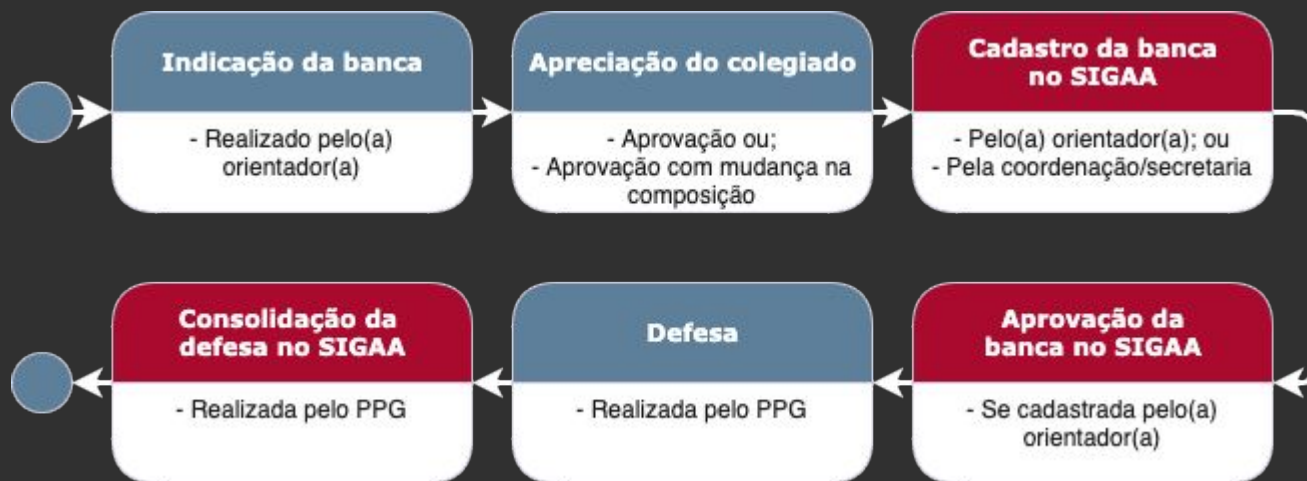 Indicação da banca
- Realizado pelo(a)
orientador(a)
Apreciação do colegiado
- Aprovação ou;
- Aprovação com mudança na
composição
Cadastro da banca
no SIGAA
- Pelo(a) orientador(a); ou
- Pela coordenação/secretaria
Aprovação da
banca no SIGAA
- Se cadastrada pelo(a)
orientador(a)
Defesa
- Realizada pelo PPG
Consolidação da
defesa no SIGAA
- Realizada pelo PPG